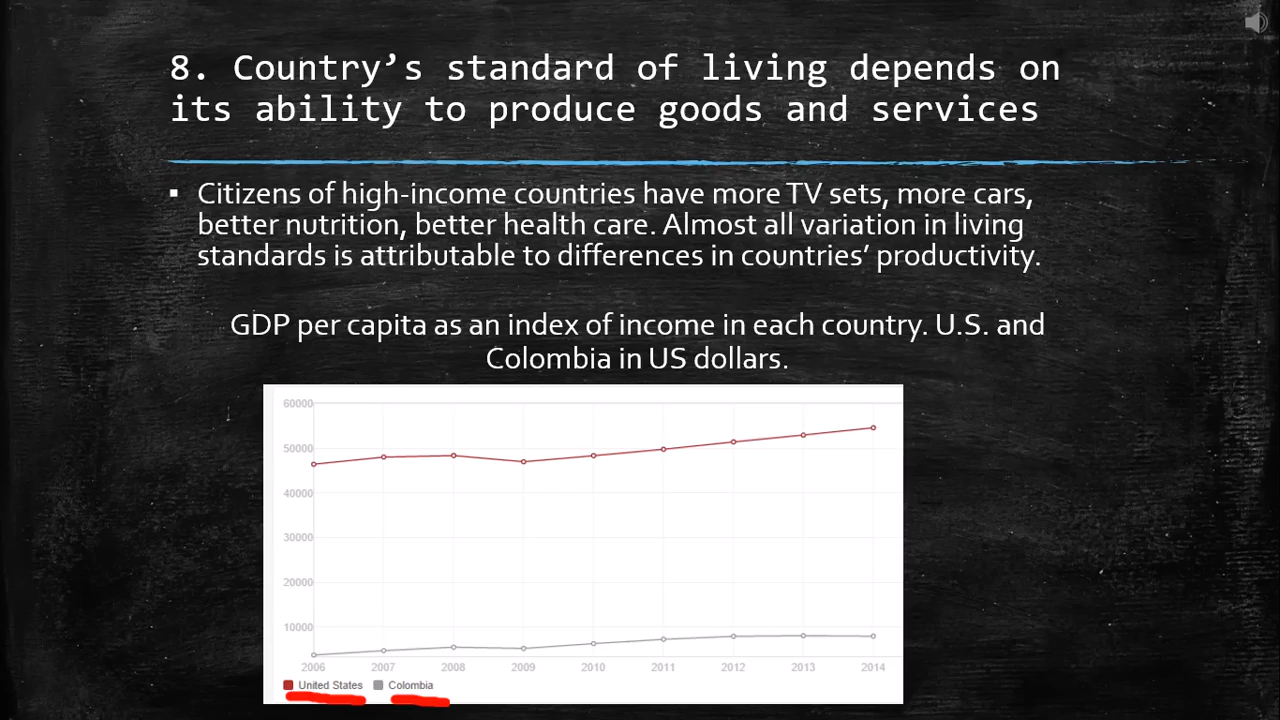 8. Country’s standard of living depends on
its ability to produce goods and services
▪ Citizens of high-income countries have more TV sets, more cars,
better nutrition, better health care. Almost all variation in living
standards is attributable to differences in countries’ productivity.
GDP per capita as an index of income in each country. U.S. and
Colombia in US dollars.
60000
50000
40000
30000
20000
10000
2006 2007 2008 2009 2010 2011 2012 2013 2014
United States Colombia